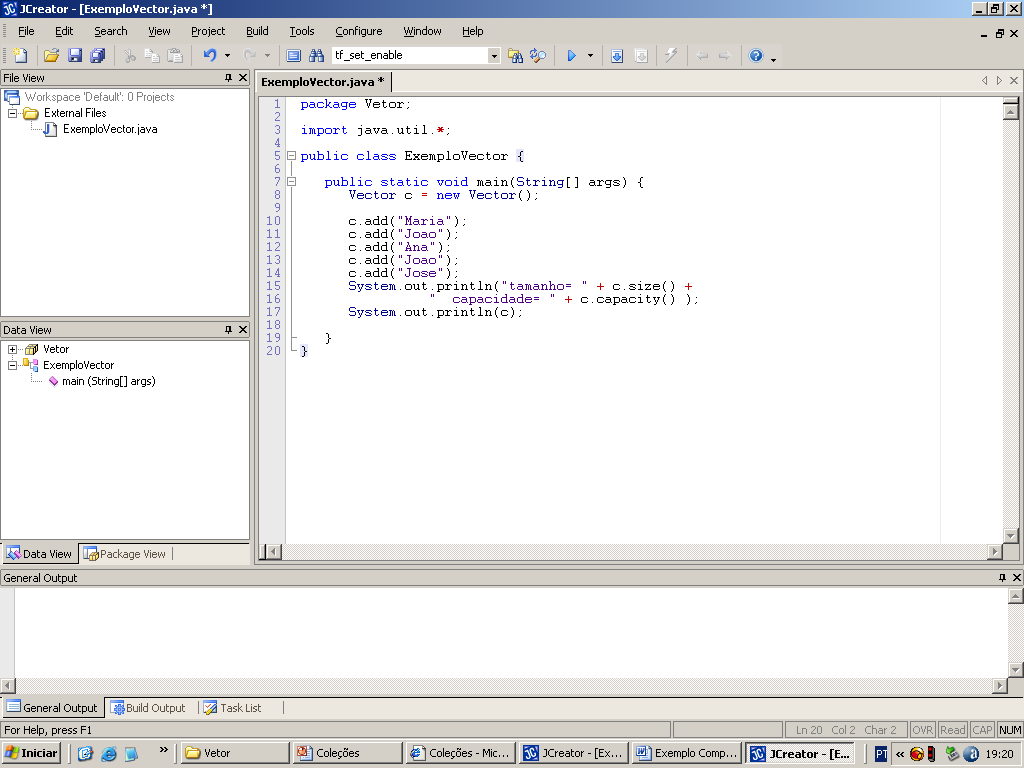 JCreator - [ExemploVector.java *]
File Edit Search View Project Build Tools Configure Window Help
tf_set_enable
File View
Workspace 'Default': 0 Projects
External Files
ExemploVector.java
Data View
Vetor
ExemploVector
main (String[] args)
Data View Package View
ExemploVector.java *
1 package Vetor;
2
3 import java.util.*;
4
5 public class ExemploVector {
6
7 public static void main(String[] args) {
8 Vector c = new Vector();
9
10 c.add("Maria");
11 c.add("Joao");
12 c.add("Ana");
13 c.add("Joao");
14 c.add("Jose");
15 System.out.println("tamanho= " + c.size() +
16 "  capacidade= " + c.capacity() );
17 System.out.println(c);
18
19 }
20 }
General Output
General Output Build Output Task List
For Help, press F1
Ln 20 Col 2 Char 2 OVR Read CAP NUM
Iniciar » Vetor Coleções Coleções - Mic... JCreator - [Ex... Exemplo Comp... JCreator - [E... PT « 19:20